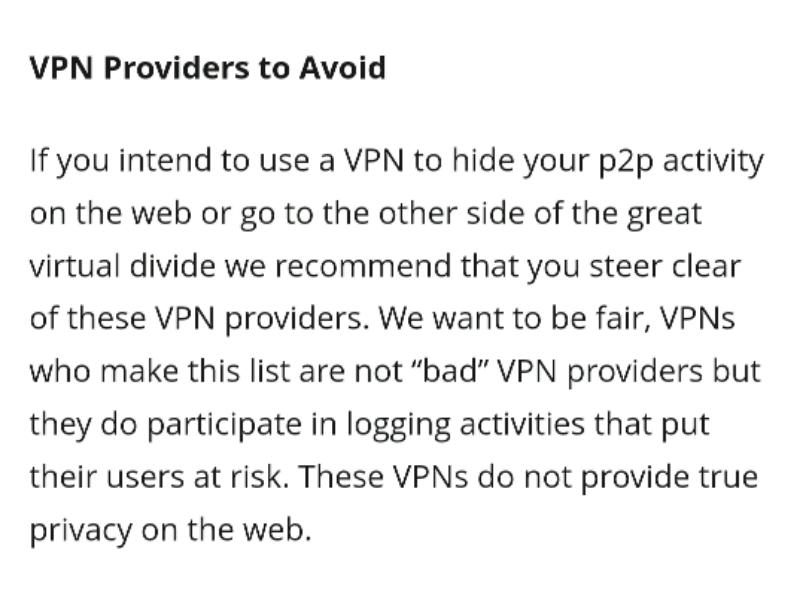 VPN Providers to Avoid
If you intend to use a VPN to hide your p2p activity
on the web or go to the other side of the great
virtual divide we recommend that you steer clear
of these VPN providers. We want to be fair, VPNs
who make this list are not “bad” VPN providers but
they do participate in logging activities that put
their users at risk. These VPNs do not provide true
privacy on the web.